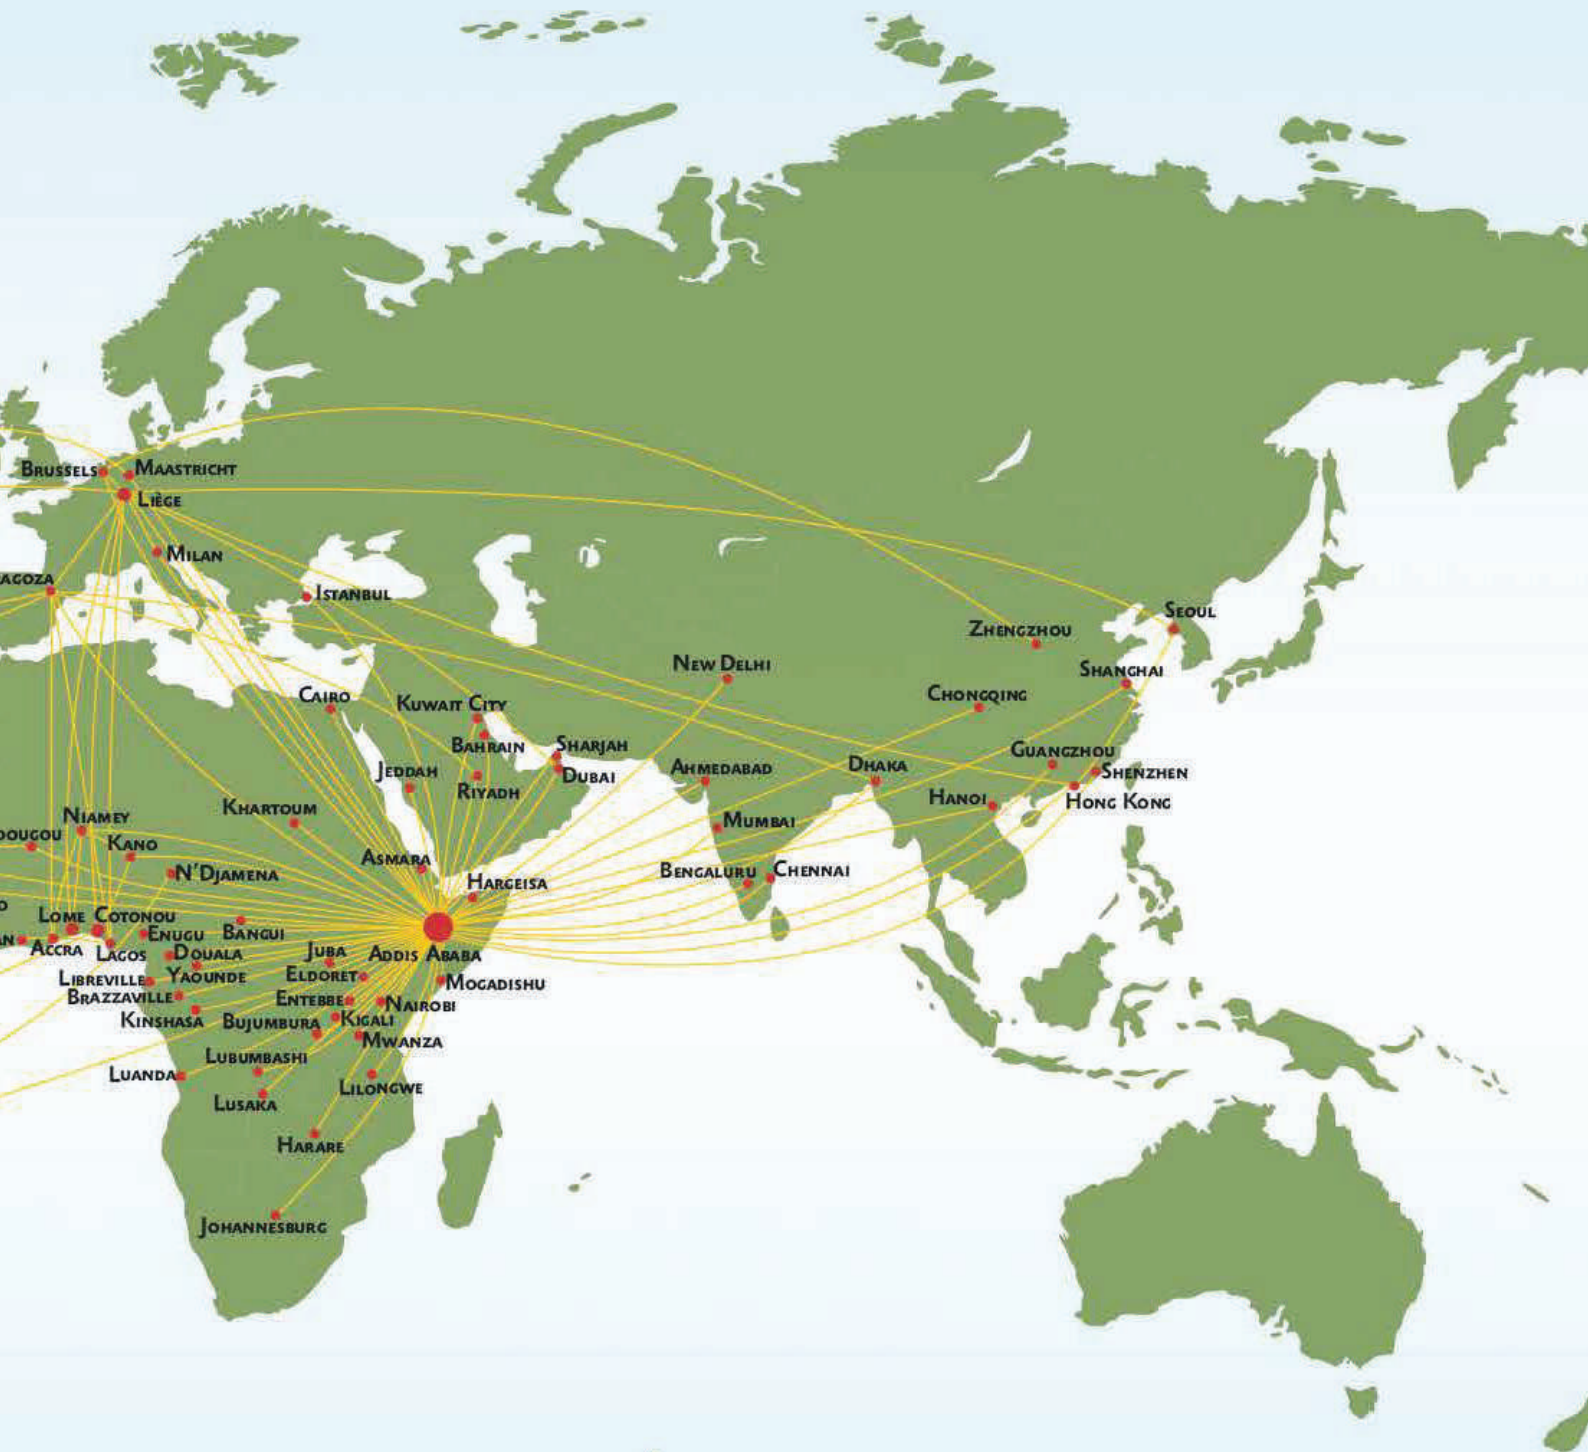 Brussels
Maastricht
Liège
Milan
agoza
Istanbul
Seoul
Zhengzhou
New Delhi
Shanghai
Cairo
Kuwait City
Chongqing
Bahrain
Sharjah
Guangzhou
Jeddah
Dubai
Ahmedabad
Dhaka
Shenzhen
Riyadh
Hanoi
Hong Kong
Khartoum
Niamey
Mumbai
dougou
Kano
Asmara
N'Djamena
Hargeisa
Bengaluru
Chennai
o
Lome
Cotonou
an
Accra
Lagos
Enugu
Bangui
Douala
Juba
Addis Ababa
Libreville
Yaounde
Eldoret
Mogadishu
Brazzaville
Entebbe
Nairobi
Kinshasa
Bujumbura
Kigali
Mwanza
Lubumbashi
Luanda
Lilongwe
Lusaka
Harare
Johannesburg